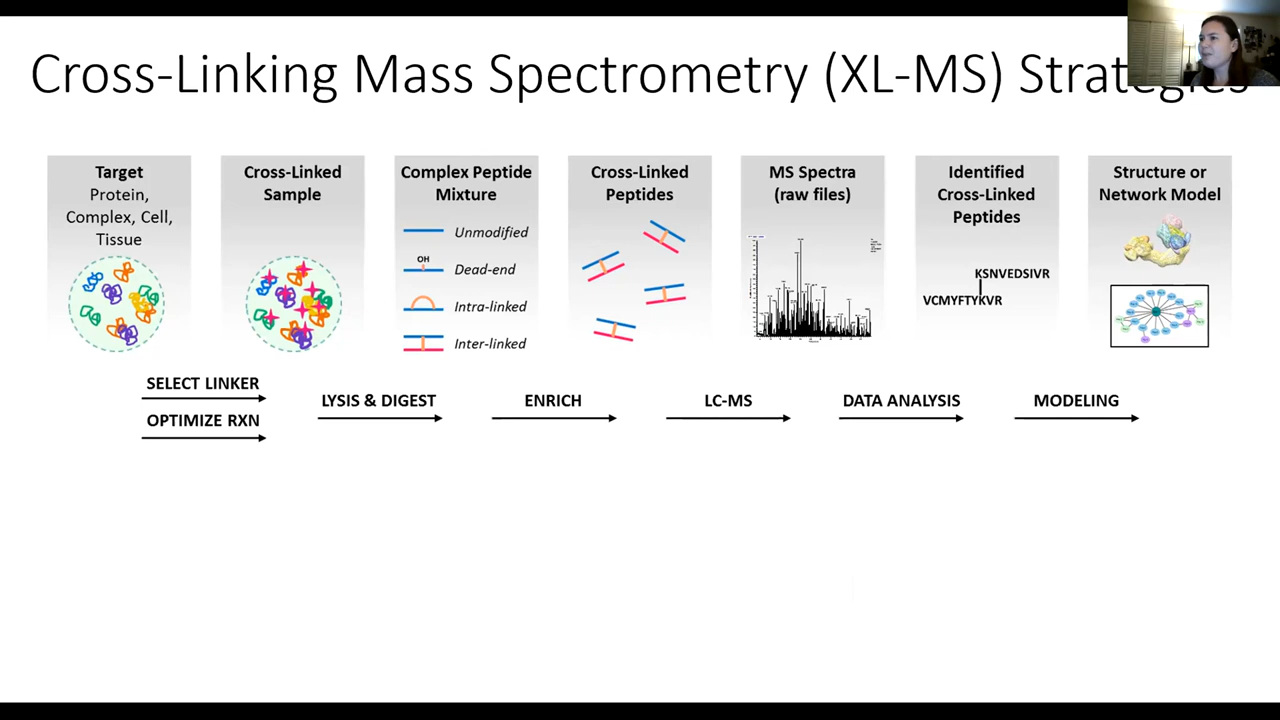 Cross-Linking Mass Spectrometry (XL-MS) Strategies
Target
Protein,
Complex, Cell,
Tissue
Cross-Linked
Sample
Complex Peptide
Mixture
Unmodified
OH
Dead-end
Intra-linked
Inter-linked
Cross-Linked
Peptides
MS Spectra
(raw files)
Identified
Cross-Linked
Peptides
KSNVEDSIVR
VCMYFTYKVR
Structure or
Network Model
SELECT LINKER
OPTIMIZE RXN
LYSIS & DIGEST
ENRICH
LC-MS
DATA ANALYSIS
MODELING